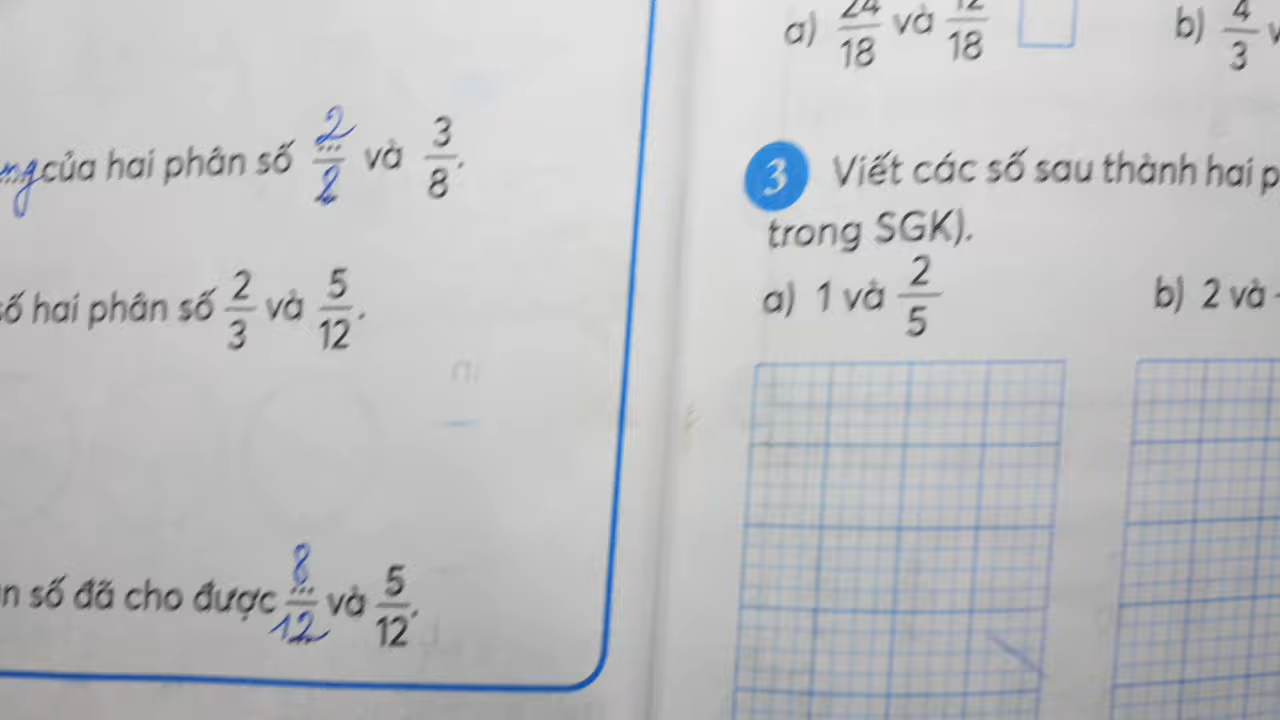 của hai phân số 2/2 và 3/8.
số hai phân số 2/3 và 5/12.
số đã cho được 8/12 và 5/12.
a) 24/18 và 12/18 b) 4/3
3 Viết các số sau thành hai
trong SGK).
a) 1 và 2/5 b) 2 và